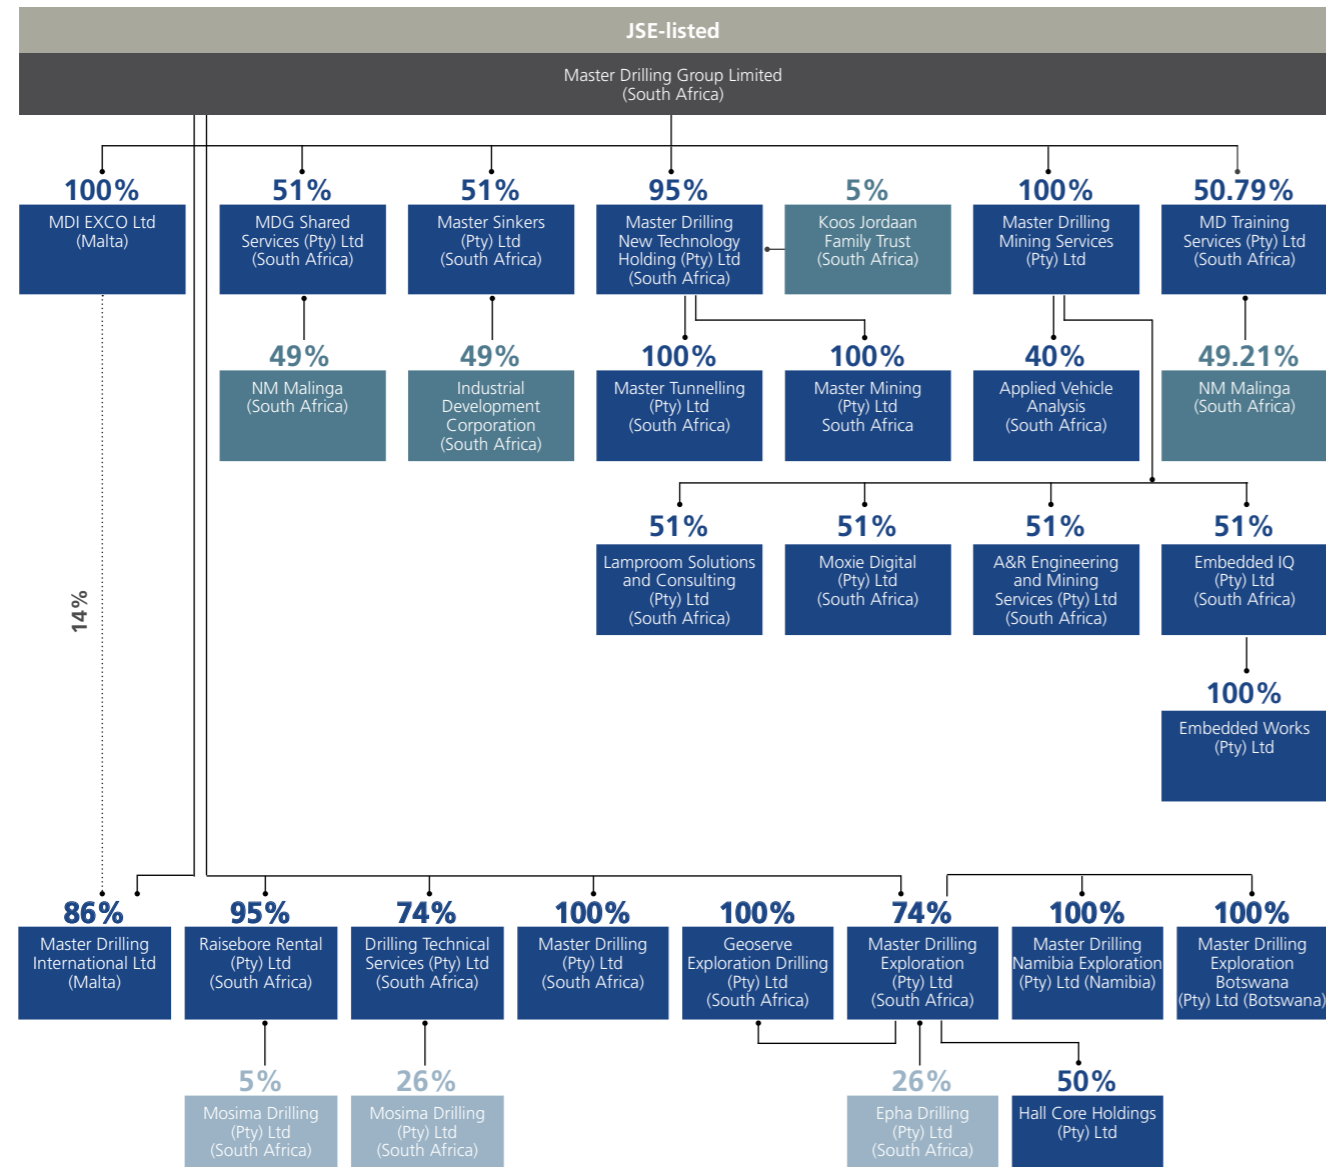 JSE-listed
Master Drilling Group Limited
(South Africa)
100%
MDI EXCO Ltd
(Malta)
51%
MDG Shared
Services (Pty) Ltd
(South Africa)
51%
Master Sinkers
(Pty) Ltd
(South Africa)
95%
Master Drilling
New Technology
Holding (Pty) Ltd
(South Africa)
5%
Koos Jordaan
Family Trust
(South Africa)
100%
Master Drilling
Mining Services
(Pty) Ltd
50.79%
MD Training
Services (Pty) Ltd
(South Africa)
49%
NM Malinga
(South Africa)
49%
Industrial
Development
Corporation
(South Africa)
100%
Master Tunnelling
(Pty) Ltd
(South Africa)
100%
Master Mining
(Pty) Ltd
South Africa
40%
Applied Vehicle
Analysis
(South Africa)
49.21%
NM Malinga
(South Africa)
51%
Lamproom Solutions
and Consulting
(Pty) Ltd
(South Africa)
51%
Moxie Digital
(Pty) Ltd
(South Africa)
51%
A&R Engineering
and Mining
Services (Pty) Ltd
(South Africa)
51%
Embedded IQ
(Pty) Ltd
(South Africa)
14%
100%
Embedded Works
(Pty) Ltd
86%
Master Drilling
International Ltd
(Malta)
95%
Raisebore Rental
(Pty) Ltd
(South Africa)
74%
Drilling Technical
Services (Pty) Ltd
(South Africa)
100%
Master Drilling
(Pty) Ltd
(South Africa)
100%
Geoserve
Exploration Drilling
(Pty) Ltd
(South Africa)
74%
Master Drilling
Exploration
(Pty) Ltd
(South Africa)
100%
Master Drilling
Namibia Exploration
(Pty) Ltd (Namibia)
100%
Master Drilling
Exploration
Botswana
(Pty) Ltd (Botswana)
5%
Mosima Drilling
(Pty) Ltd
(South Africa)
26%
Mosima Drilling
(Pty) Ltd
(South Africa)
26%
Epha Drilling
(Pty) Ltd
(South Africa)
50%
Hall Core Holdings
(Pty) Ltd